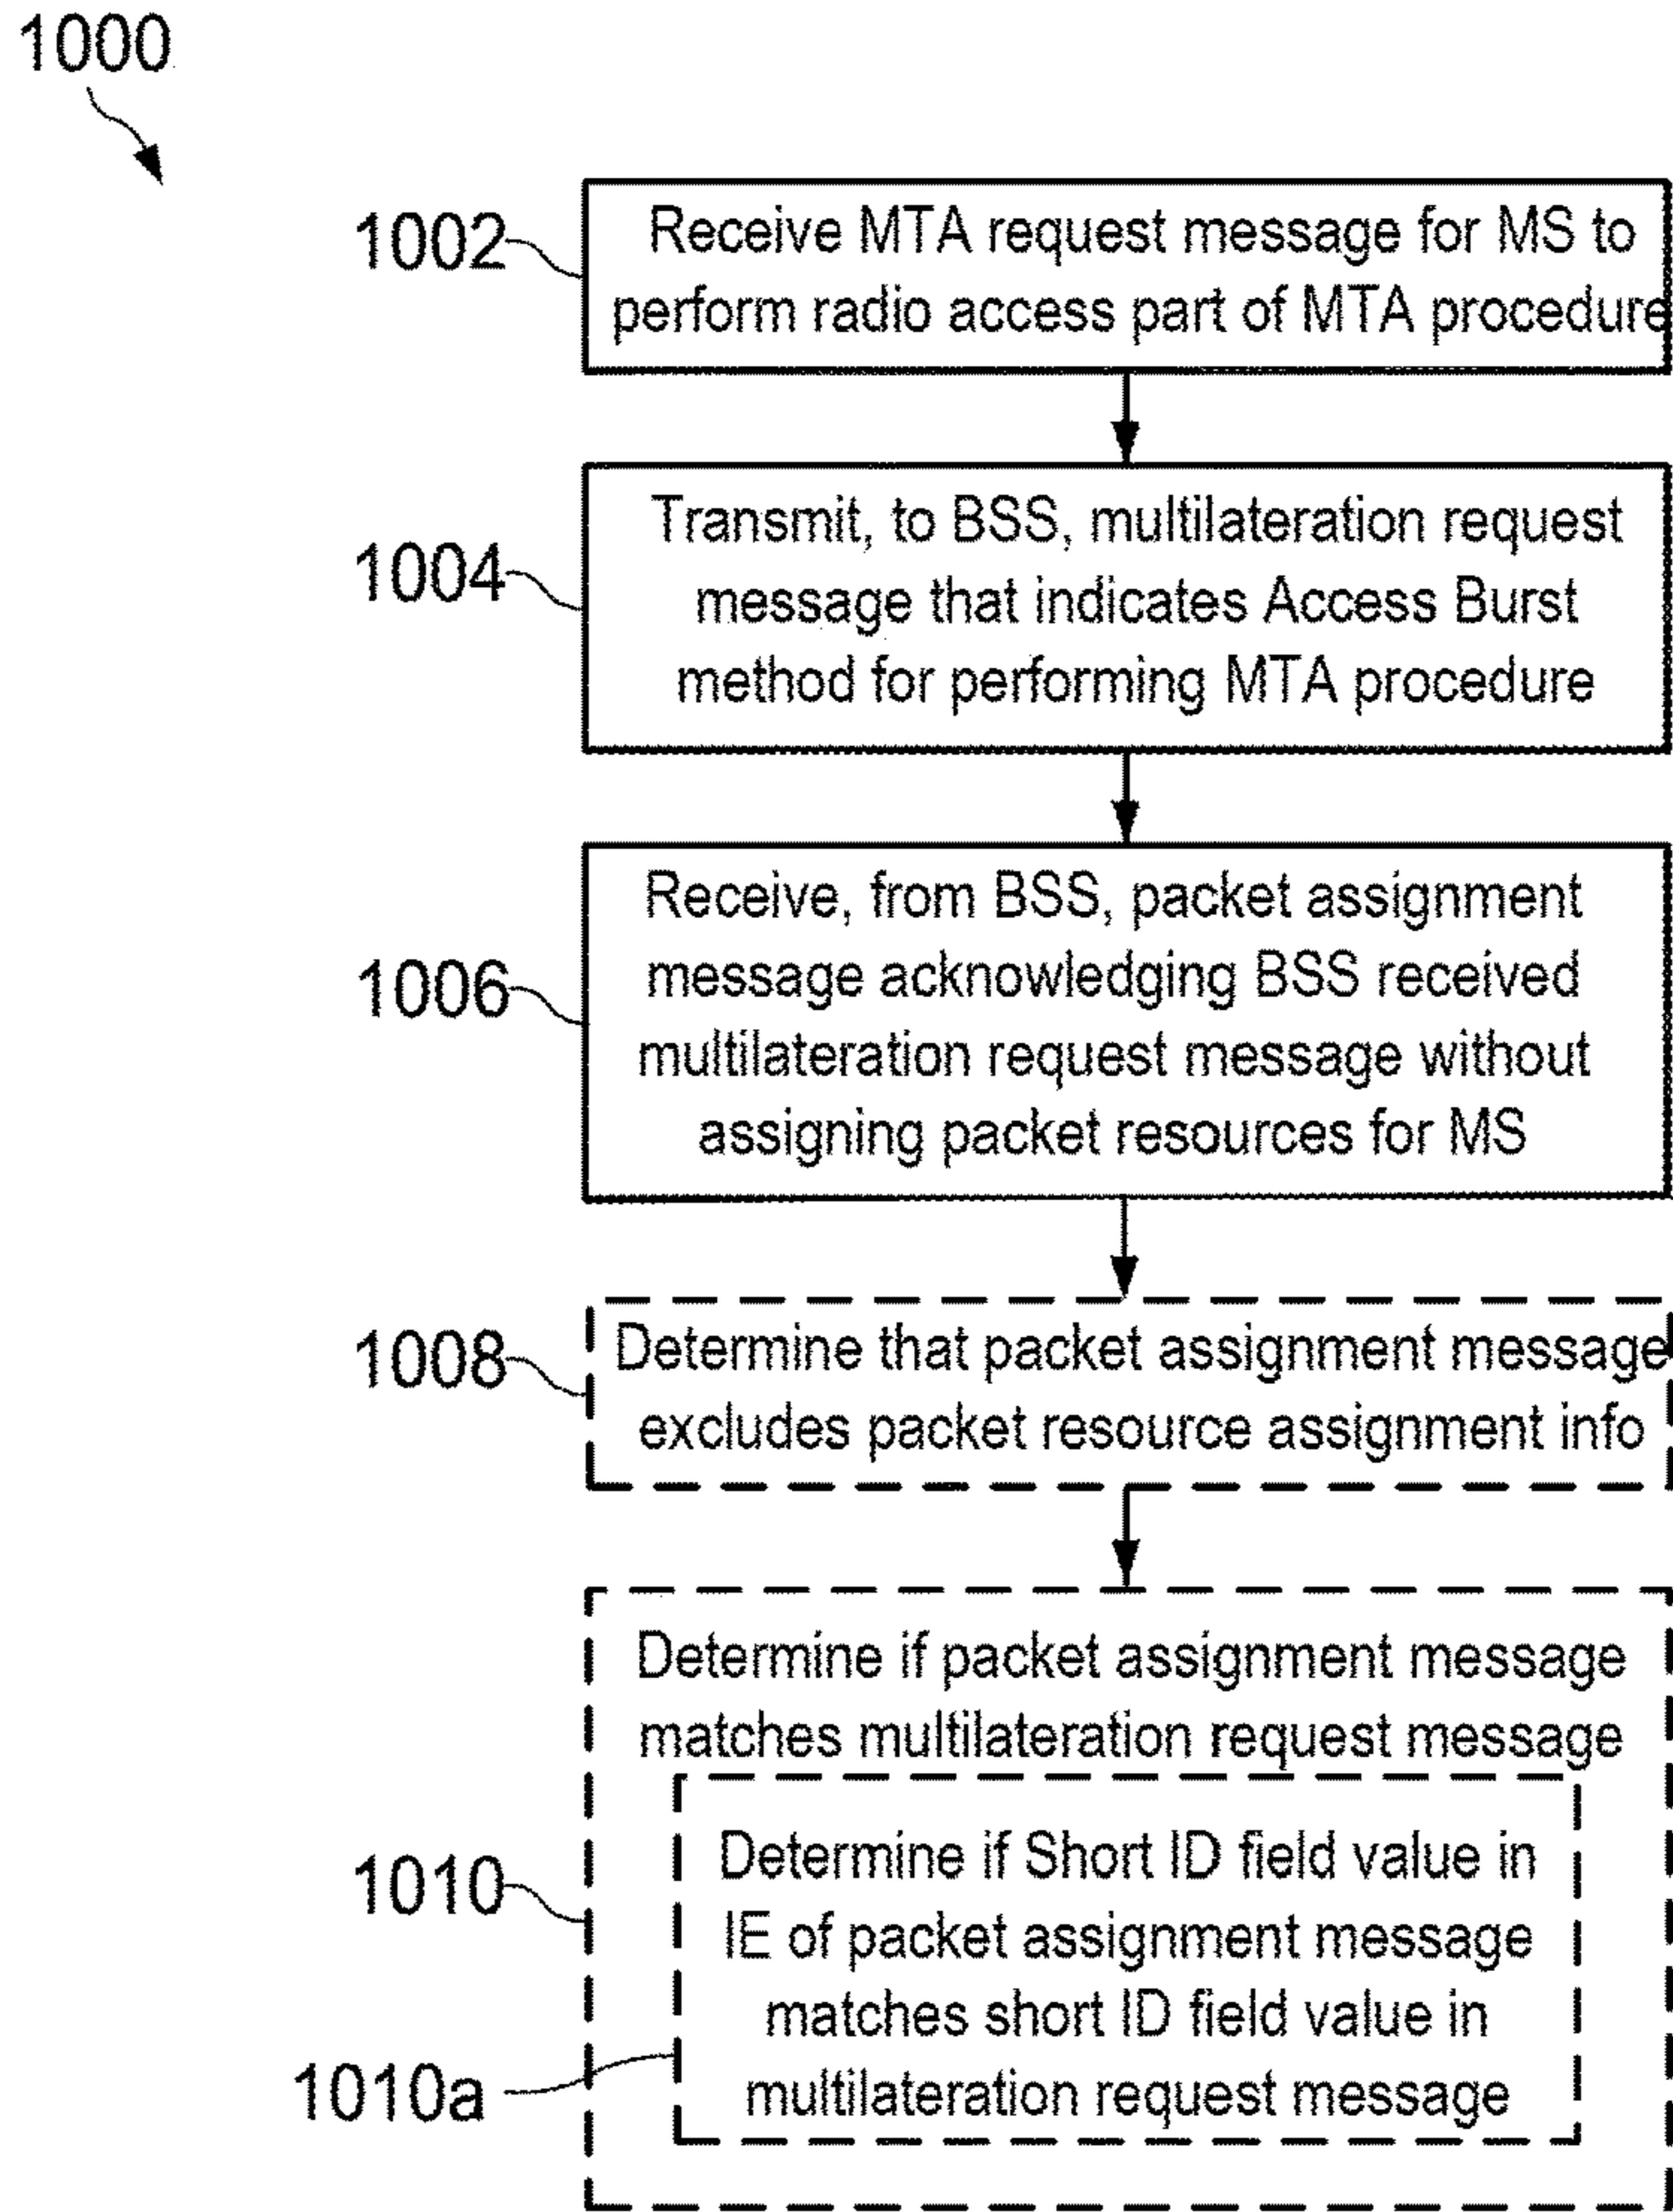 1000
1002
Receive MTA request message for MS to
perform radio access part of MTA procedure
1004
Transmit, to BSS, multilateration request
message that indicates Access Burst
method for performing MTA procedure
1006
Receive, from BSS, packet assignment
message acknowledging BSS received
multilateration request message without
assigning packet resources for MS
1008
Determine that packet assignment message
excludes packet resource assignment info
1010
Determine if packet assignment message
matches multilateration request message
1010a
Determine if Short ID field value in
IE of packet assignment message
matches short ID field value in
multilateration request message